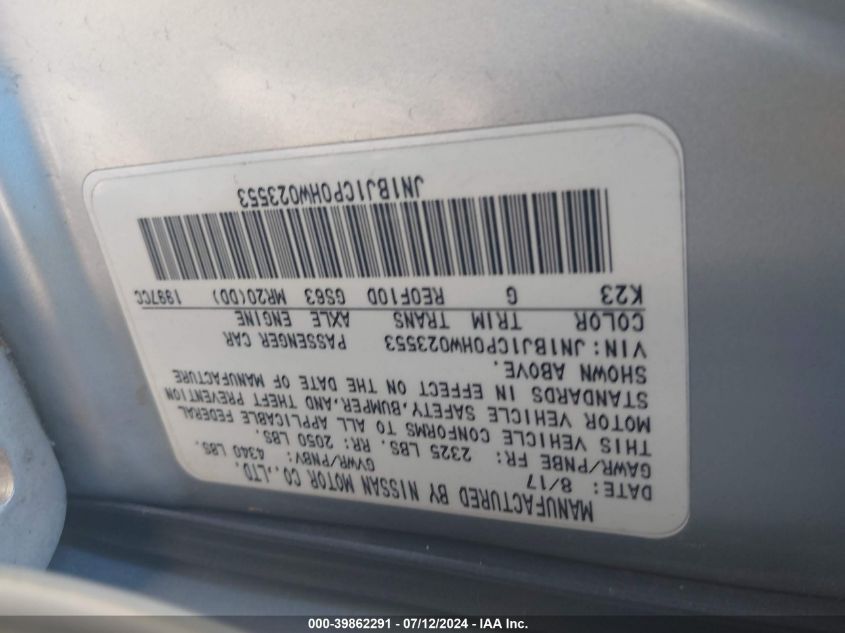 MANUFACTURED BY NISSAN MOTOR CO.,LTD.
DATE: 8/17 GVWR/PNBV: 4340 LBS.
GAWR/PNBE FR: 2325 LBS. RR: 2050 LBS.
THIS VEHICLE CONFORMS TO ALL APPLICABLE FEDERAL
MOTOR VEHICLE SAFETY,BUMPER,AND THEFT PREVENTION
STANDARDS IN EFFECT ON THE DATE OF MANUFACTURE
SHOWN ABOVE.
VIN: JN1BJ1CP0HW023553 PASSENGER CAR
COLOR TRIM TRANS AXLE ENGINE
K23 G RE0F10D GS63 MR20(DD) 1997CC
JN1BJ1CP0HW023553
000-39862291 - 07/12/2024 - IAA Inc.